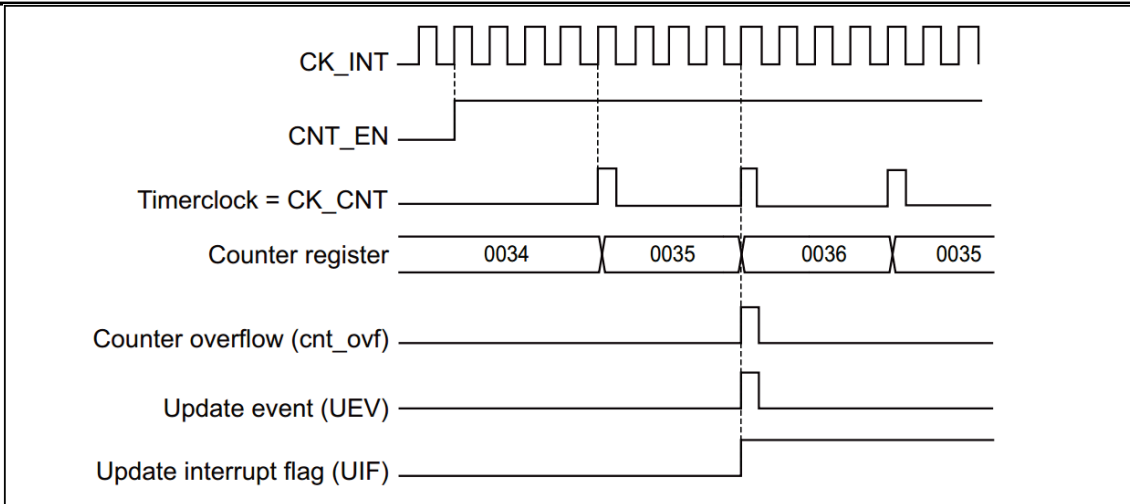 CK_INT
CNT_EN
Timerclock = CK_CNT
Counter register 0034 0035 0036 0035
Counter overflow (cnt_ovf)
Update event (UEV)
Update interrupt flag (UIF)